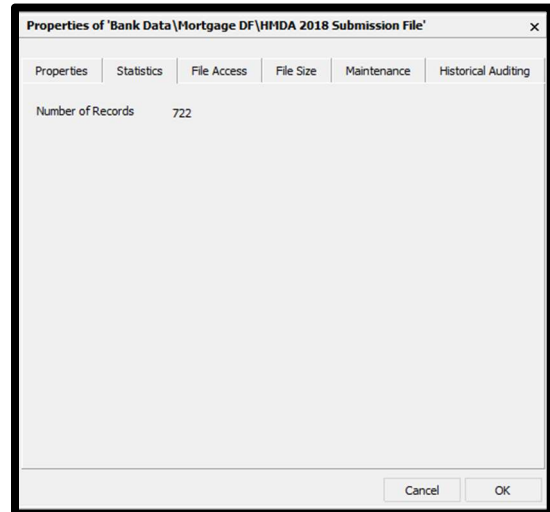 Properties of 'Bank Data\Mortgage DF\HMDA 2018 Submission File' ×
Properties Statistics File Access File Size Maintenance Historical Auditing
Number of Records 722
Cancel OK